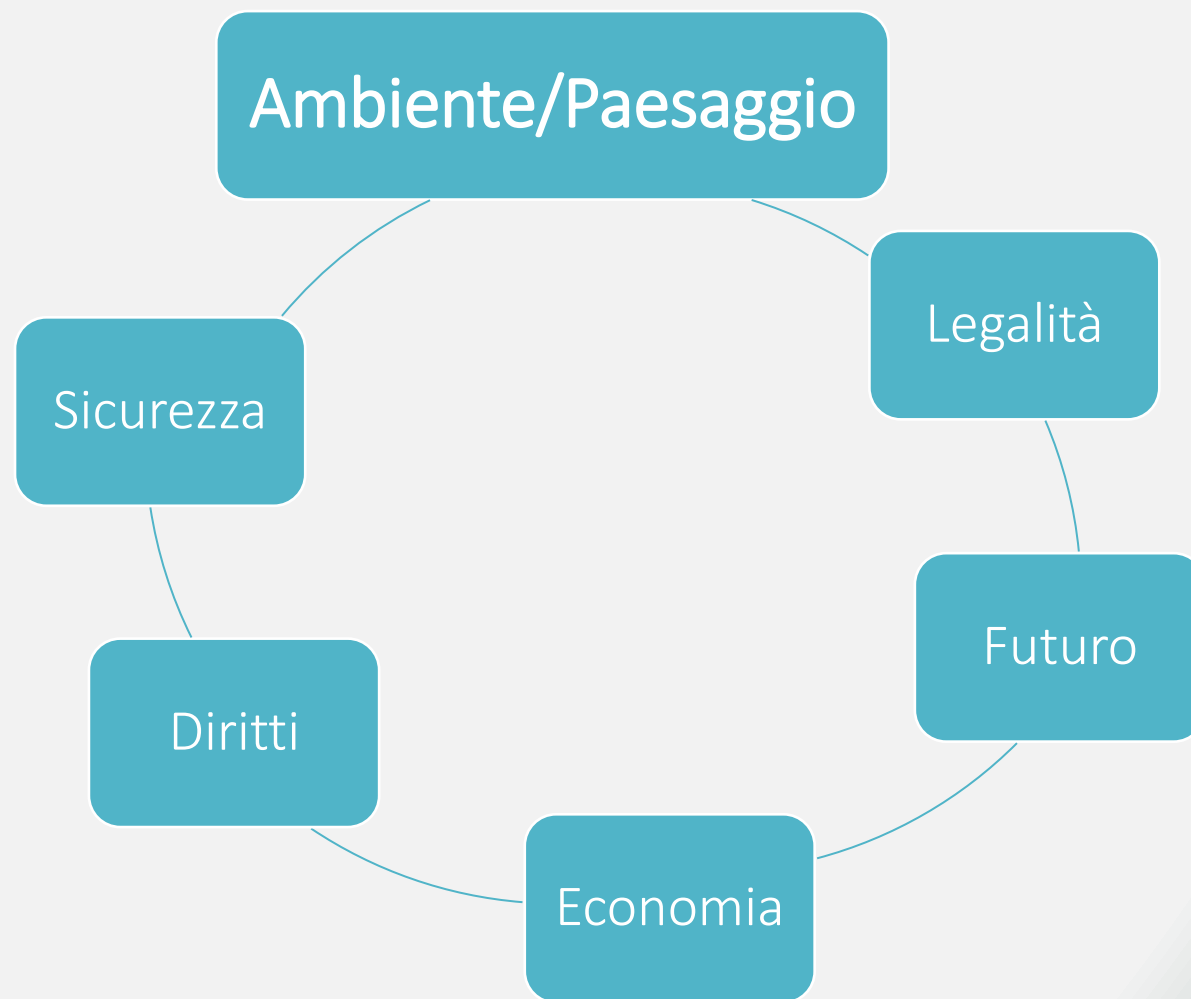 Ambiente/Paesaggio
Legalità
Futuro
Economia
Diritti
Sicurezza